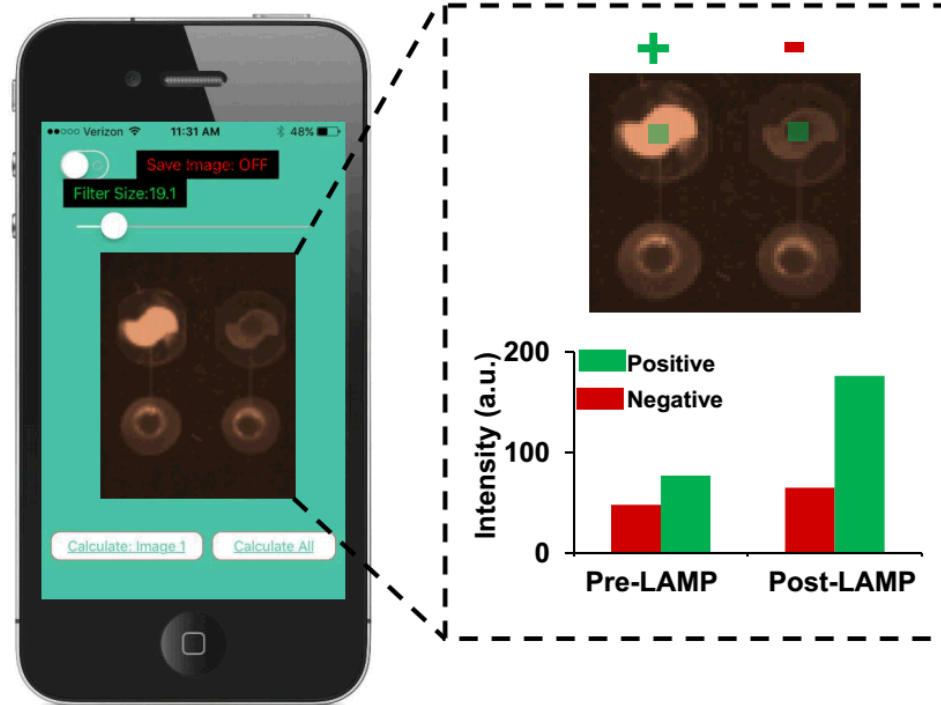 Verizon 11:31 AM 48%
Save Image: OFF
Filter Size:19.1
Calculate: Image 1
Calculate All
+ -
Intensity (a.u.)
200
100
0
Positive
Negative
Pre-LAMP
Post-LAMP